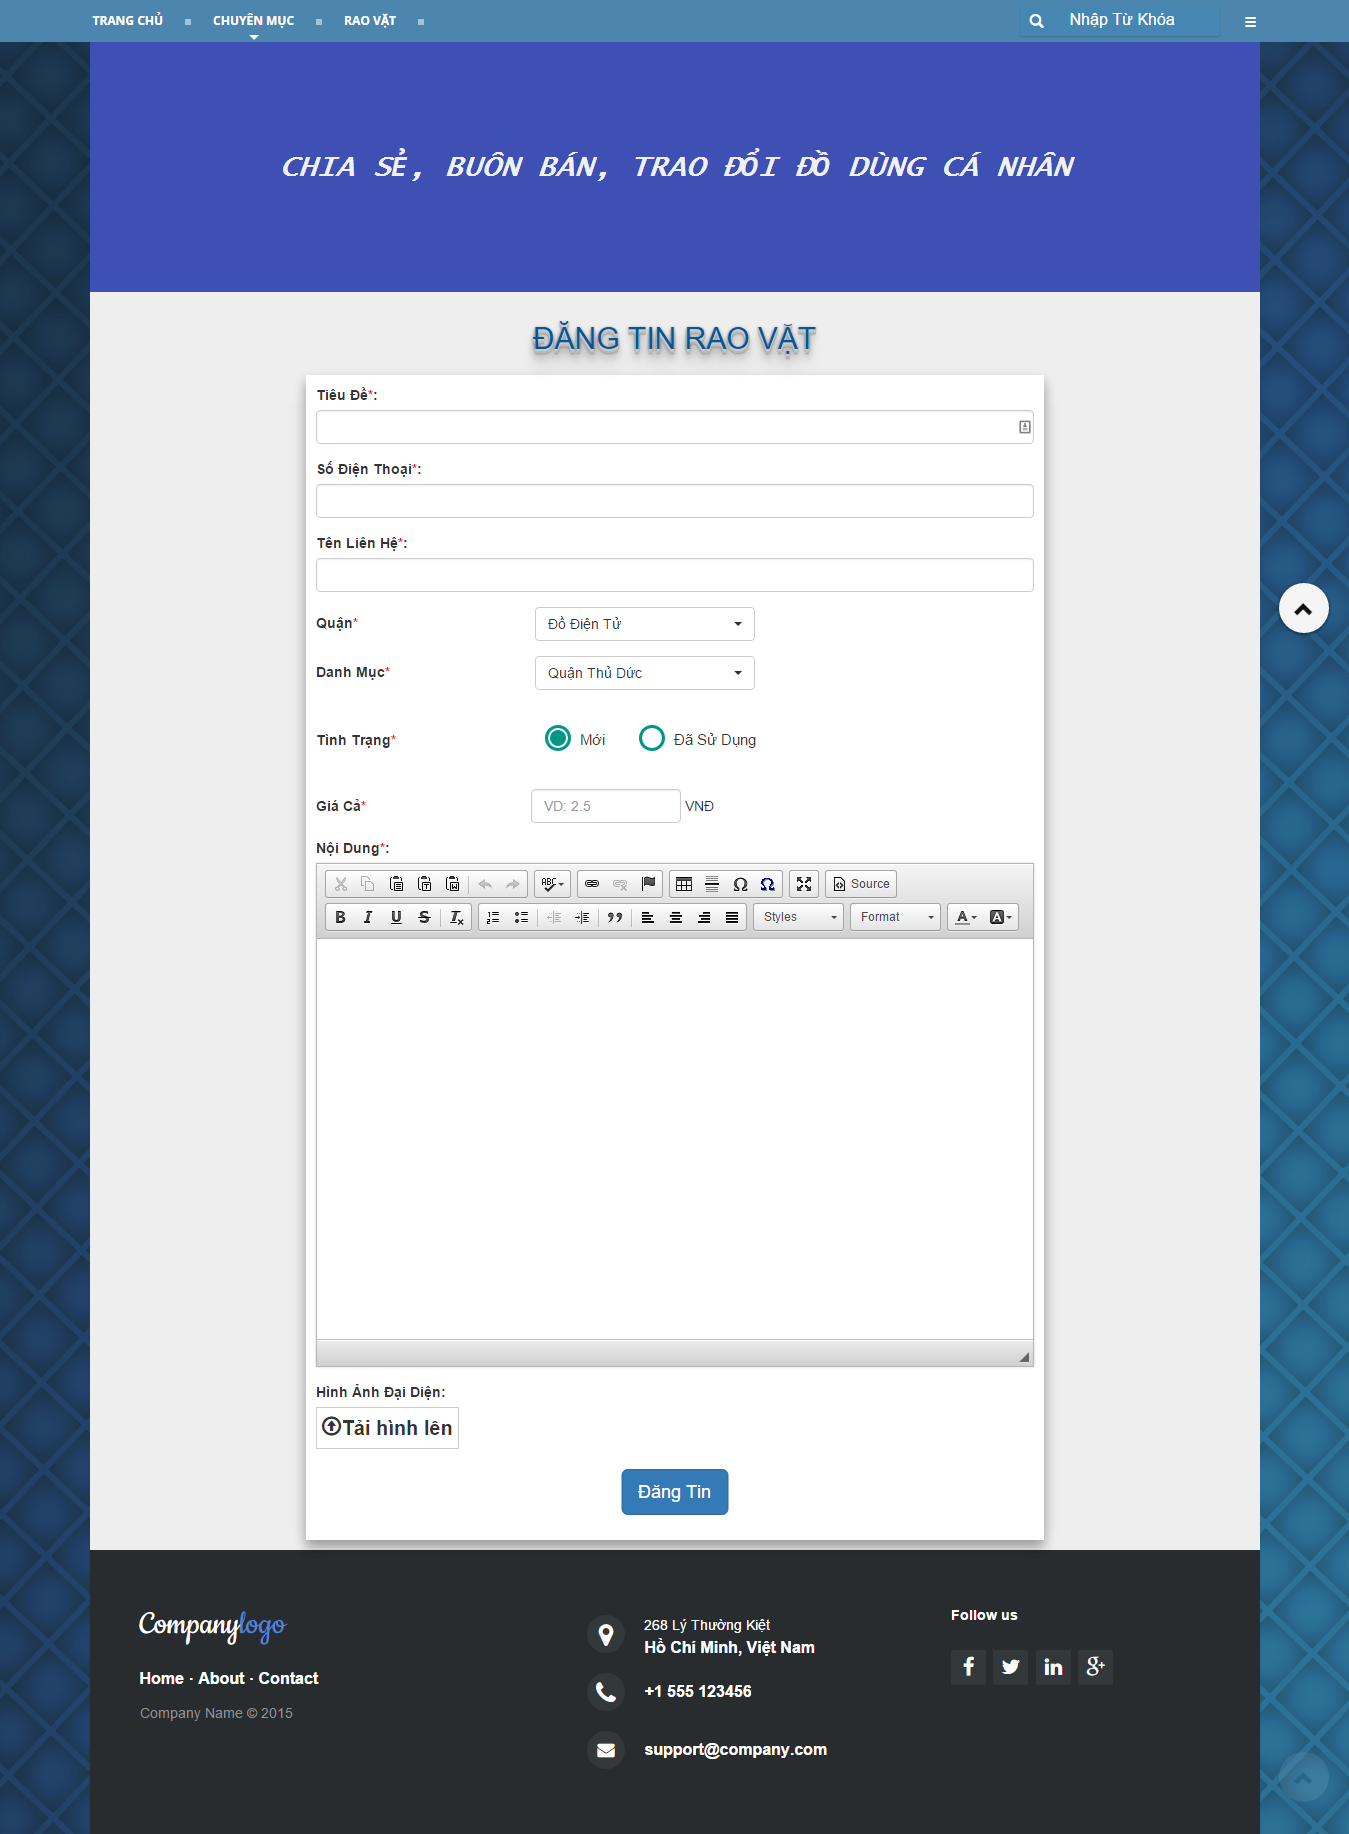 TRANG CHỦ CHUYÊN MỤC RAO VẶT Nhập Từ Khóa
CHIA SẺ, BUÔN BÁN, TRAO ĐỔI ĐỒ DÙNG CÁ NHÂN
ĐĂNG TIN RAO VẶT
Tiêu Đề*:
Số Điện Thoại*:
Tên Liên Hệ*:
Quận* Đồ Điện Tử
Danh Mục* Quận Thủ Dức
Tình Trạng* Mới Đã Sử Dụng
Giá Cả* VD: 2.5 VNĐ
Nội Dung*:
ABC Ω Ω Source
B I U S Tx Styles Format A A
Hình Ảnh Đại Diện:
Tải hình lên
Đăng Tin
Companylogo
Home · About · Contact
Company Name © 2015
268 Lý Thường Kiệt
Hồ Chí Minh, Việt Nam
+1 555 123456
support@company.com
Follow us